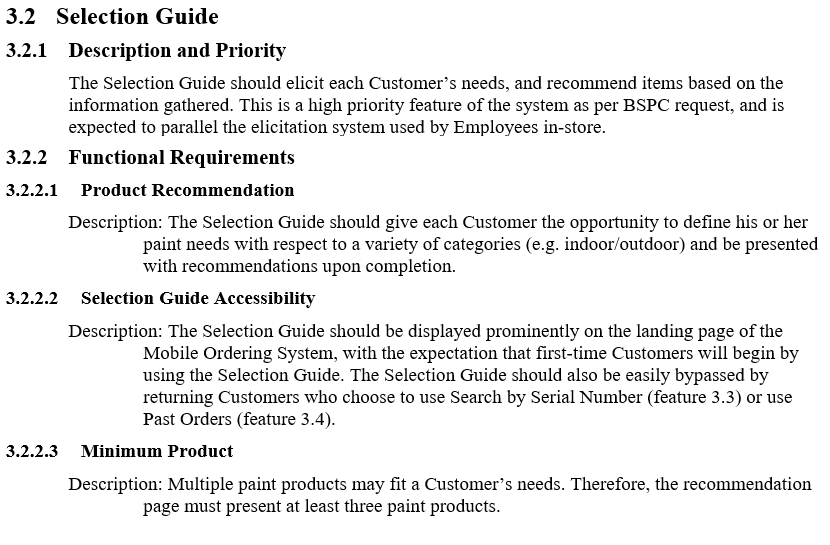 3.2 Selection Guide
3.2.1 Description and Priority
The Selection Guide should elicit each Customer's needs, and recommend items based on the
information gathered. This is a high priority feature of the system as per BSPC request, and is
expected to parallel the elicitation system used by Employees in-store.
3.2.2 Functional Requirements
3.2.2.1 Product Recommendation
Description: The Selection Guide should give each Customer the opportunity to define his or her
paint needs with respect to a variety of categories (e.g. indoor/outdoor) and be presented
with recommendations upon completion.
3.2.2.2 Selection Guide Accessibility
Description: The Selection Guide should be displayed prominently on the landing page of the
Mobile Ordering System, with the expectation that first-time Customers will begin by
using the Selection Guide. The Selection Guide should also be easily bypassed by
returning Customers who choose to use Search by Serial Number (feature 3.3) or use
Past Orders (feature 3.4).
3.2.2.3 Minimum Product
Description: Multiple paint products may fit a Customer's needs. Therefore, the recommendation
page must present at least three paint products.